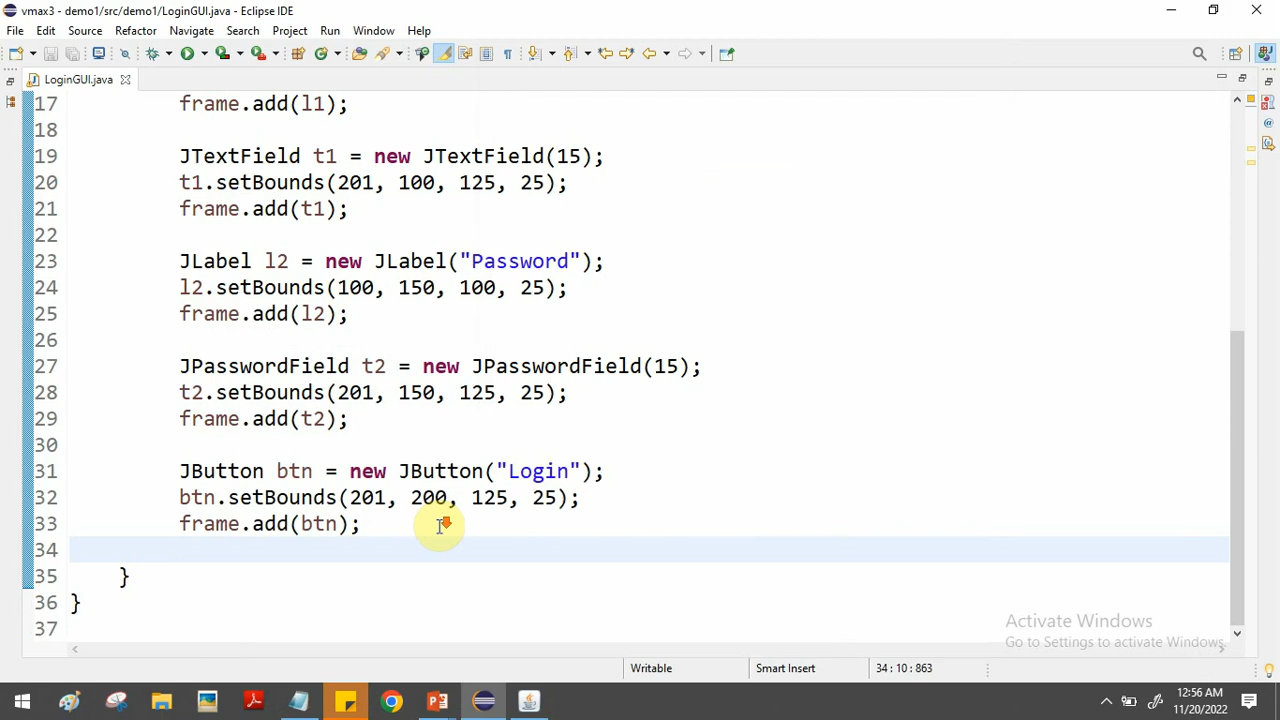 vmax3 - demo1/src/demo1/LoginGUI.java - Eclipse IDE
File Edit Source Refactor Navigate Search Project Run Window Help
LoginGUI.java
17 frame.add(l1);
18
19 JTextField t1 = new JTextField(15);
20 t1.setBounds(201, 100, 125, 25);
21 frame.add(t1);
22
23 JLabel l2 = new JLabel("Password");
24 l2.setBounds(100, 150, 100, 25);
25 frame.add(l2);
26
27 JPasswordField t2 = new JPasswordField(15);
28 t2.setBounds(201, 150, 125, 25);
29 frame.add(t2);
30
31 JButton btn = new JButton("Login");
32 btn.setBounds(201, 200, 125, 25);
33 frame.add(btn);
34
35 }
36 }
37
Activate Windows
Go to Settings to activate Windows.
Writable Smart Insert 34 : 10 : 863
12:56 AM
11/20/2022